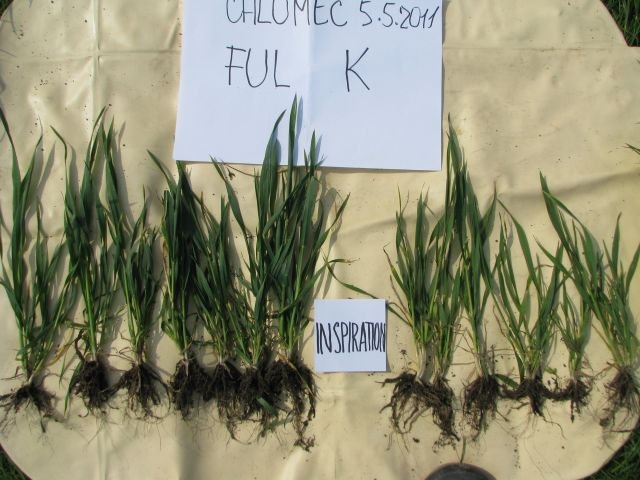 CHLUMEC 5.5.2011
FUL K
INSPIRATION